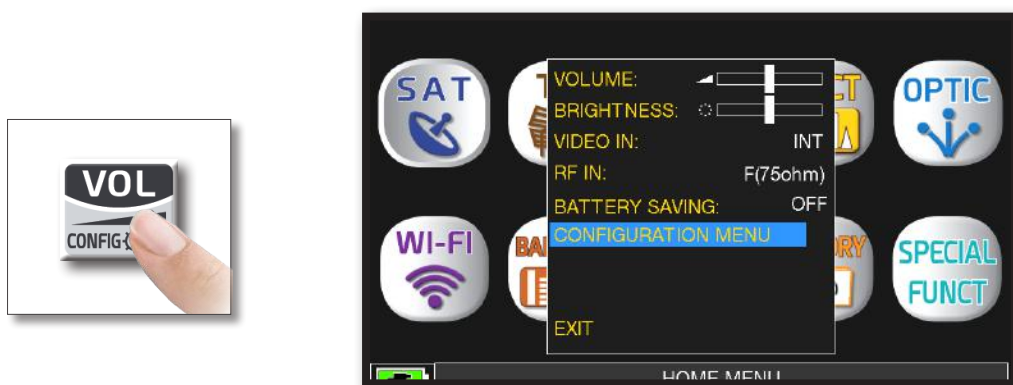 VOL
CONFIG
SAT
OPTIC
VOLUME:
BRIGHTNESS:
VIDEO IN: INT
RF IN: F(75ohm)
BATTERY SAVING: OFF
CONFIGURATION MENU
WI-FI
SPECIAL
FUNCT
EXIT
HOME MENU